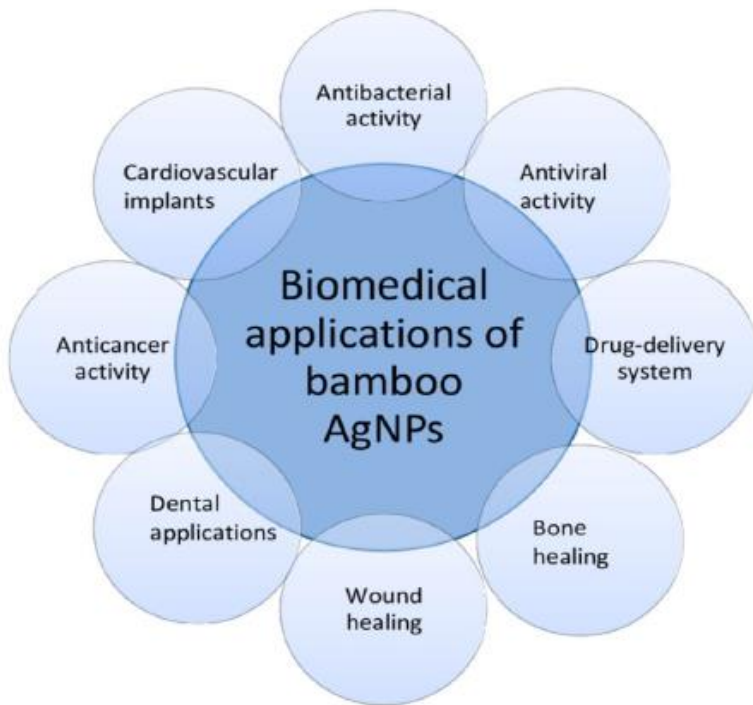 Antibacterial
activity
Antiviral
activity
Drug-delivery
system
Bone
healing
Wound
healing
Dental
applications
Anticancer
activity
Cardiovascular
implants
Biomedical
applications of
bamboo
AgNPs